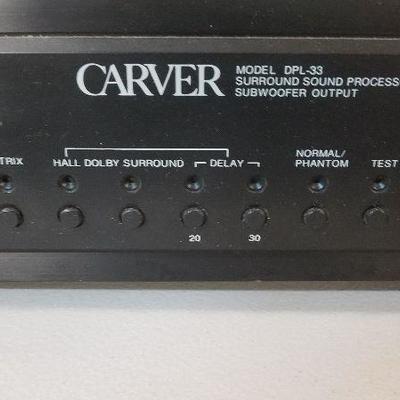 CARVER
MODEL DPL-33
SURROUND SOUND PROCESS
SUBWOOFER OUTPUT
TRIX
HALL DOLBY SURROUND
DELAY
NORMAL/
PHANTOM
TEST
20
30